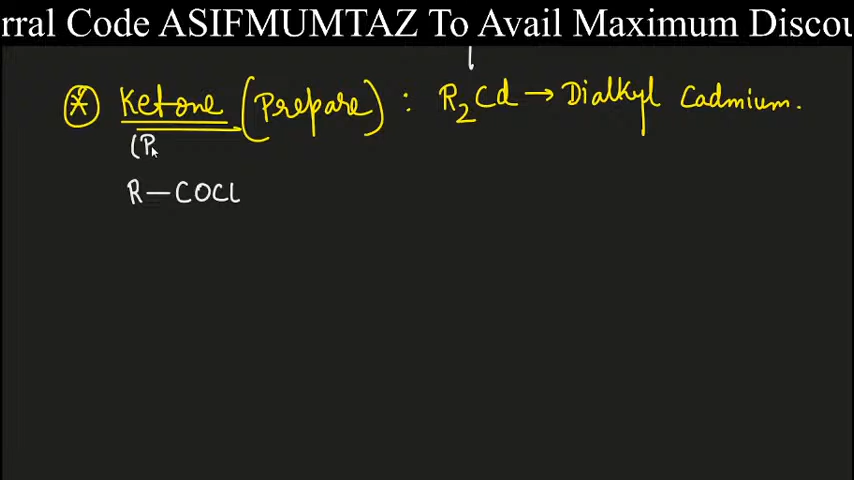 rral Code ASIFMUMTAZ To Avail Maximum Discou
* Ketone (Prepare) : R2Cd → Dialkyl Cadmium.
(P
R—COCl